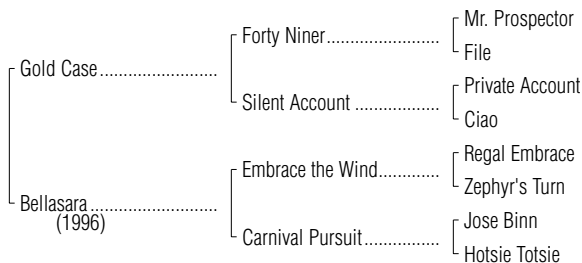 Mr. Prospector
Forty Niner
File
Gold Case
Private Account
Silent Account
Ciao
Regal Embrace
Embrace the Wind
Zephyr's Turn
Bellasara
(1996)
Jose Binn
Carnival Pursuit
Hotsie Totsie